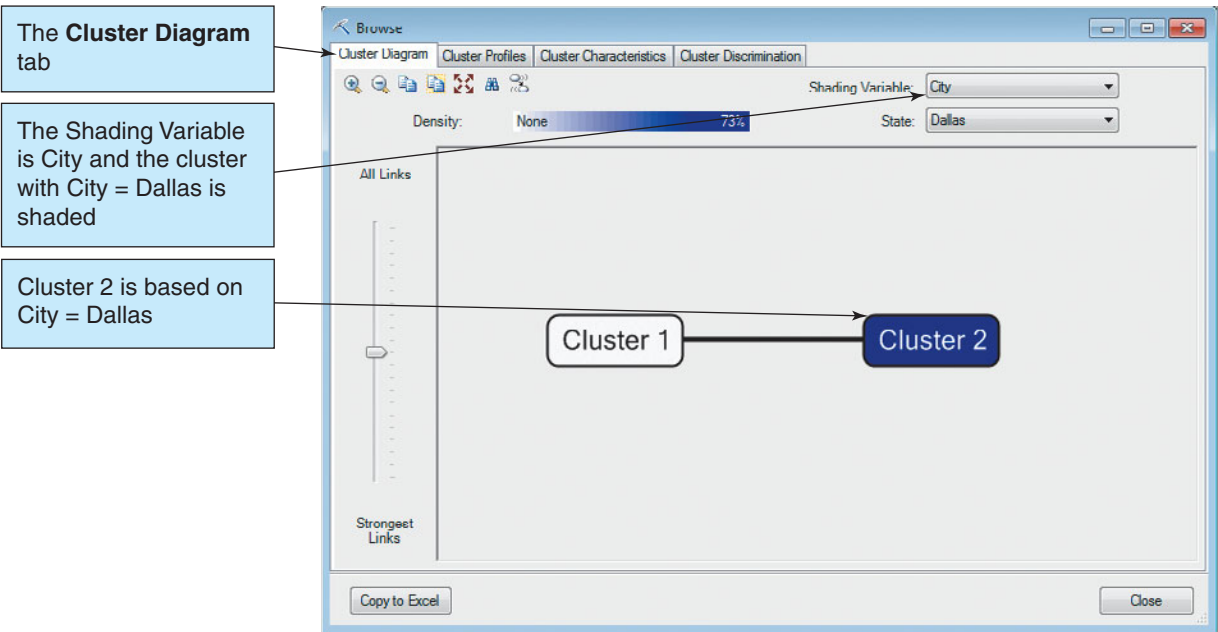 The Cluster Diagram
tab
The Shading Variable
is City and the cluster
with City = Dallas is
shaded
Cluster 2 is based on
City = Dallas
Browse
Cluster Diagram Cluster Profiles Cluster Characteristics Cluster Discrimination
Shading Variable: City
Density: None 73% State: Dallas
All Links
Cluster 1 Cluster 2
Strongest
Links
Copy to Excel Close